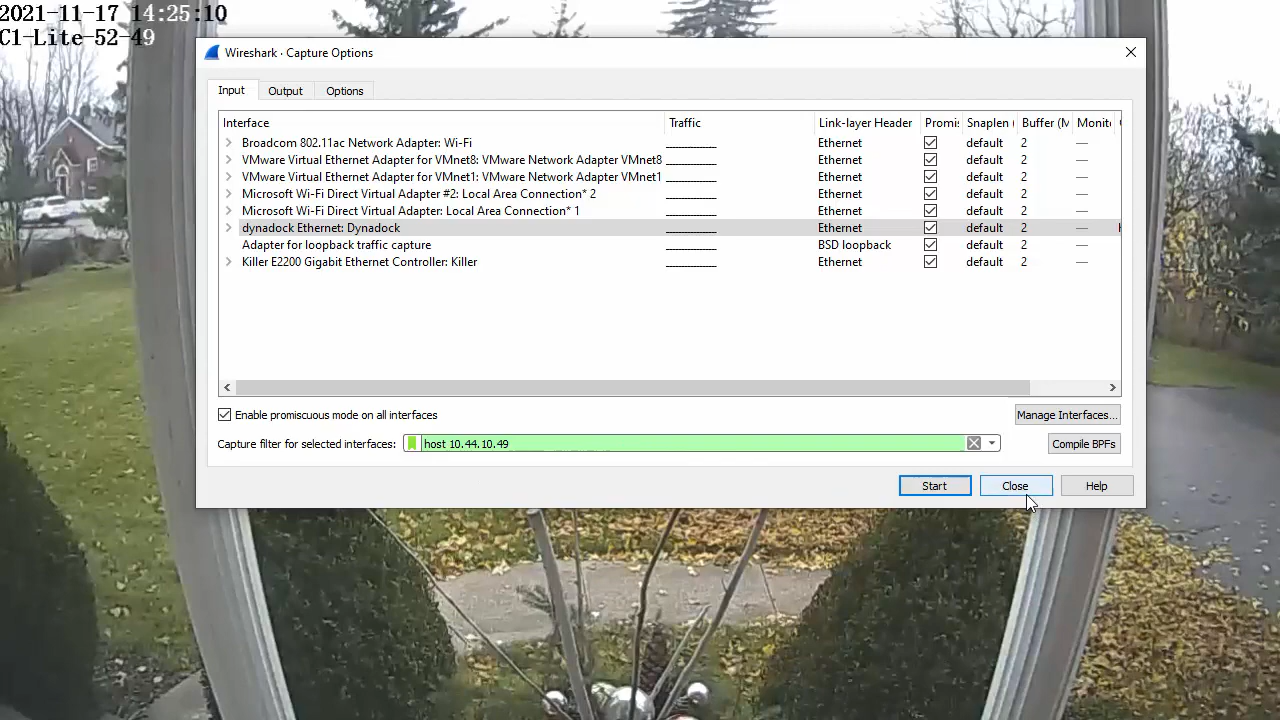 2021-11-17 14:25:10
C1-Lite-52-49
Wireshark · Capture Options
Input Output Options
Interface Traffic Link-layer Header Promis Snaplen ( Buffer (M Monito
Broadcom 802.11ac Network Adapter: Wi-Fi Ethernet default 2 —
VMware Virtual Ethernet Adapter for VMnet8: VMware Network Adapter VMnet8 Ethernet default 2 —
VMware Virtual Ethernet Adapter for VMnet1: VMware Network Adapter VMnet1 Ethernet default 2 —
Microsoft Wi-Fi Direct Virtual Adapter #2: Local Area Connection* 2 Ethernet default 2 —
Microsoft Wi-Fi Direct Virtual Adapter: Local Area Connection* 1 Ethernet default 2 —
dynadock Ethernet: Dynadock Ethernet default 2 —
Adapter for loopback traffic capture BSD loopback default 2 —
Killer E2200 Gigabit Ethernet Controller: Killer Ethernet default 2 —
Enable promiscuous mode on all interfaces Manage Interfaces...
Capture filter for selected interfaces: host 10.44.10.49 Compile BPFs
Start Close Help